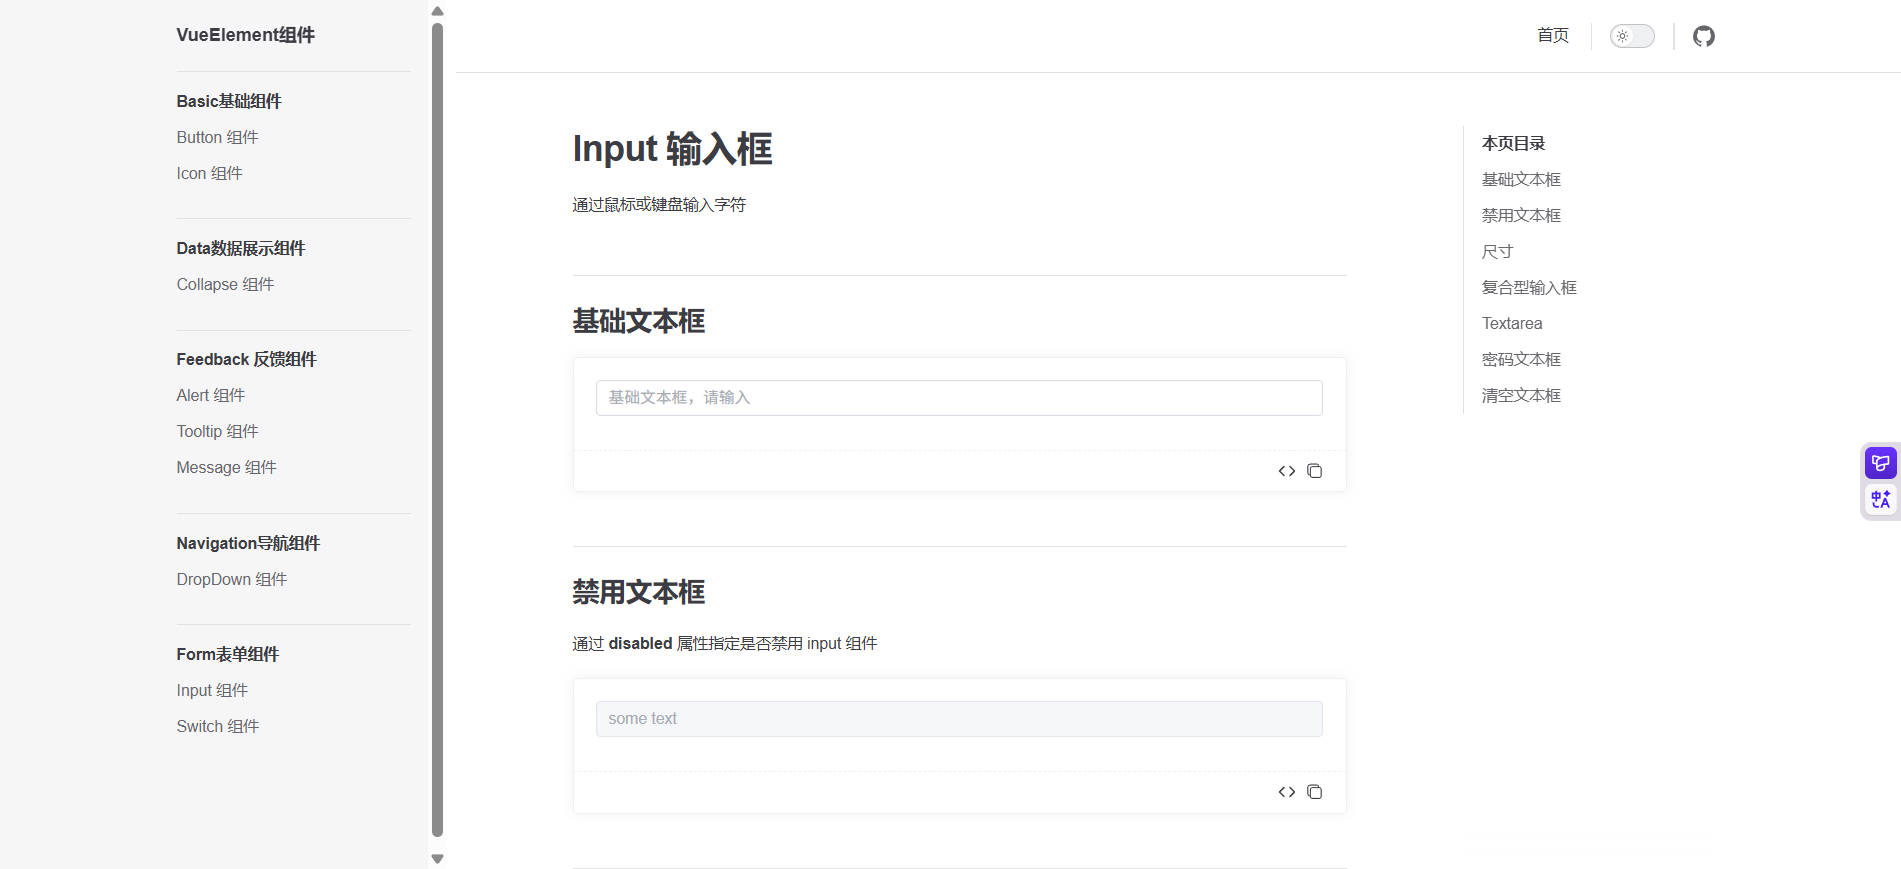 VueElement组件
Basic基础组件
Button 组件
Icon 组件
Data数据展示组件
Collapse 组件
Feedback 反馈组件
Alert 组件
Tooltip 组件
Message 组件
Navigation导航组件
DropDown 组件
Form表单组件
Input 组件
Switch 组件
首页
Input 输入框
通过鼠标或键盘输入字符
基础文本框
基础文本框，请输入
禁用文本框
通过 disabled 属性指定是否禁用 input 组件
some text
本页目录
基础文本框
禁用文本框
尺寸
复合型输入框
Textarea
密码文本框
清空文本框
中A